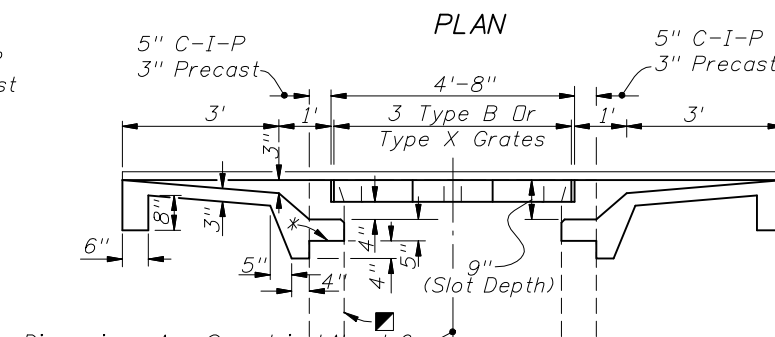 PLAN
5" C-I-P
3" Precast
5" C-I-P
3" Precast
4'-8"
3'
1'
3 Type B Or
Type X Grates
1'
3'
3"
8"
3"
*
4"
5"
4"
6"
5"
4"
9"
(Slot Depth)